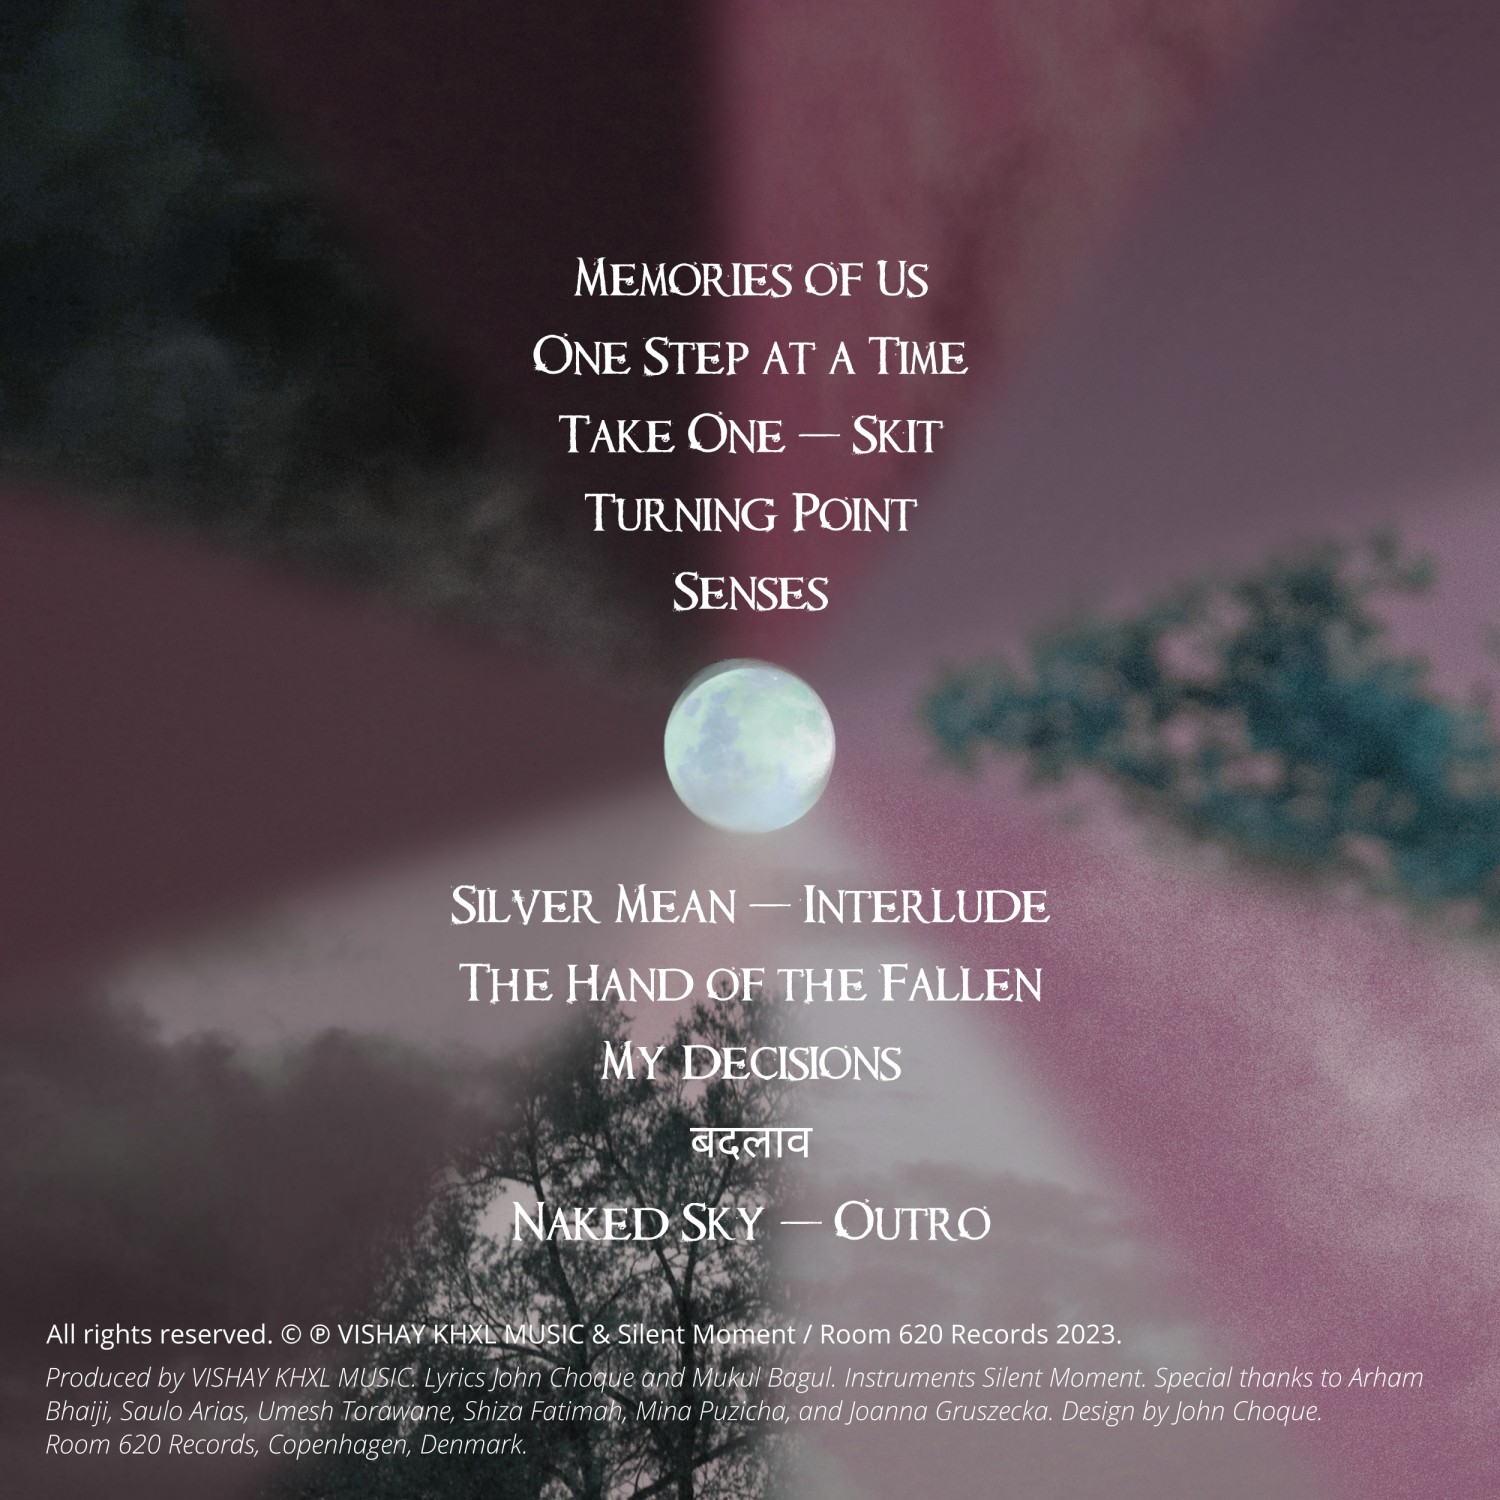 Memories of Us
One Step at a Time
Take One — Skit
Turning Point
Senses
Silver Mean — Interlude
The Hand of the Fallen
My Decisions
बदलाव
Naked Sky — Outro
All rights reserved. © ℗ VISHAY KHXL MUSIC & Silent Moment / Room 620 Records 2023.
Produced by VISHAY KHXL MUSIC. Lyrics John Choque and Mukul Bagul. Instruments Silent Moment. Special thanks to Arham
Bhaiji, Saulo Arias, Umesh Torawane, Shiza Fatimah, Mina Puzicha, and Joanna Gruszecka. Design by John Choque.
Room 620 Records, Copenhagen, Denmark.